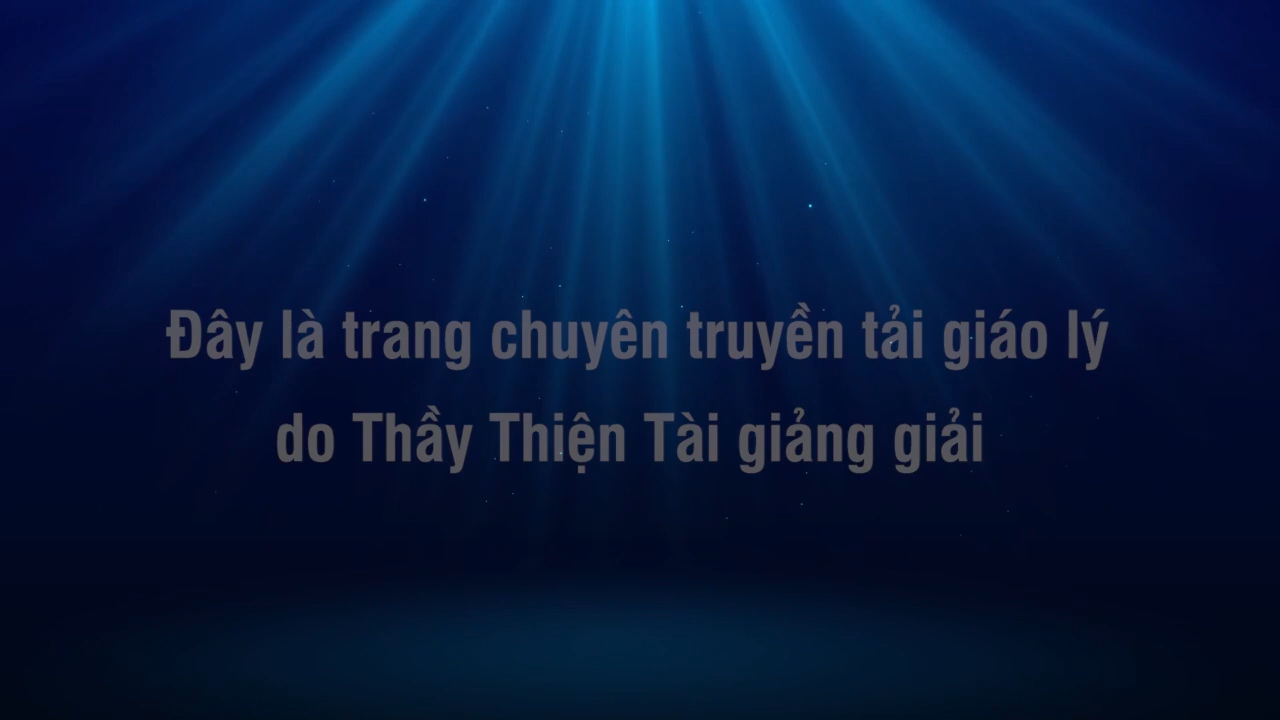 Đây là trang chuyên truyền tải giáo lý
do Thầy Thiện Tài giảng giải